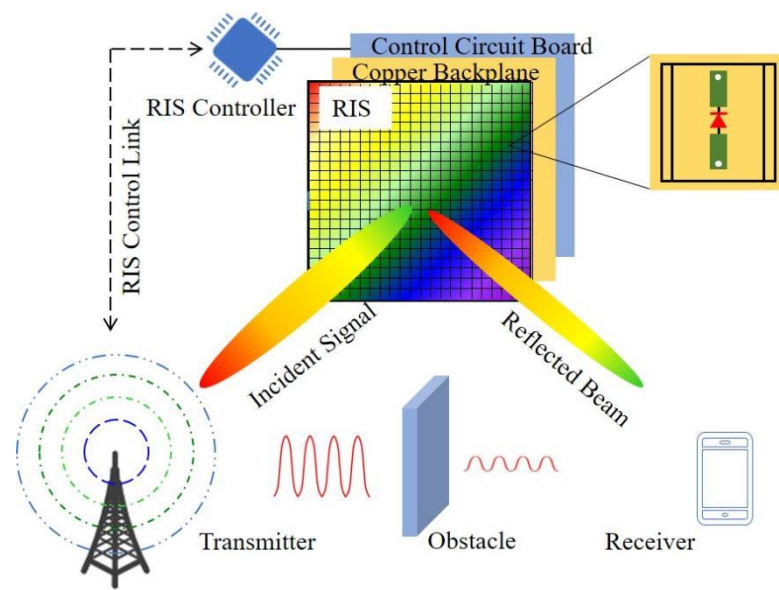 Control Circuit Board
Copper Backplane
RIS Controller
RIS
RIS Control Link
Incident Signal
Reflected Beam
Transmitter
Obstacle
Receiver